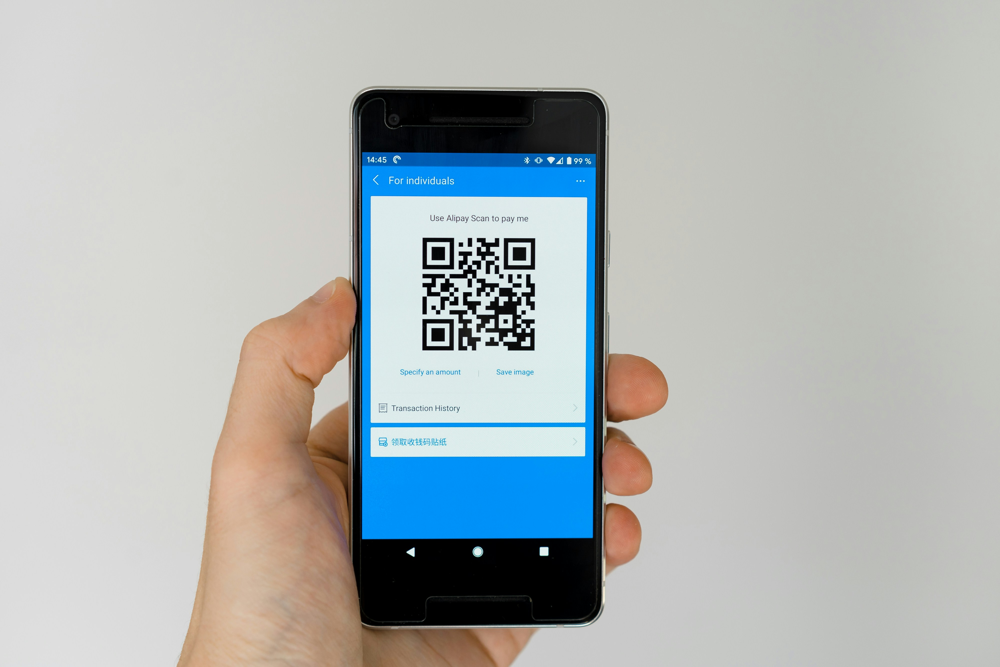 14:45 99 %
For individuals
Use Alipay Scan to pay me
Specify an amount
Save image
Transaction History
领取收钱码贴纸